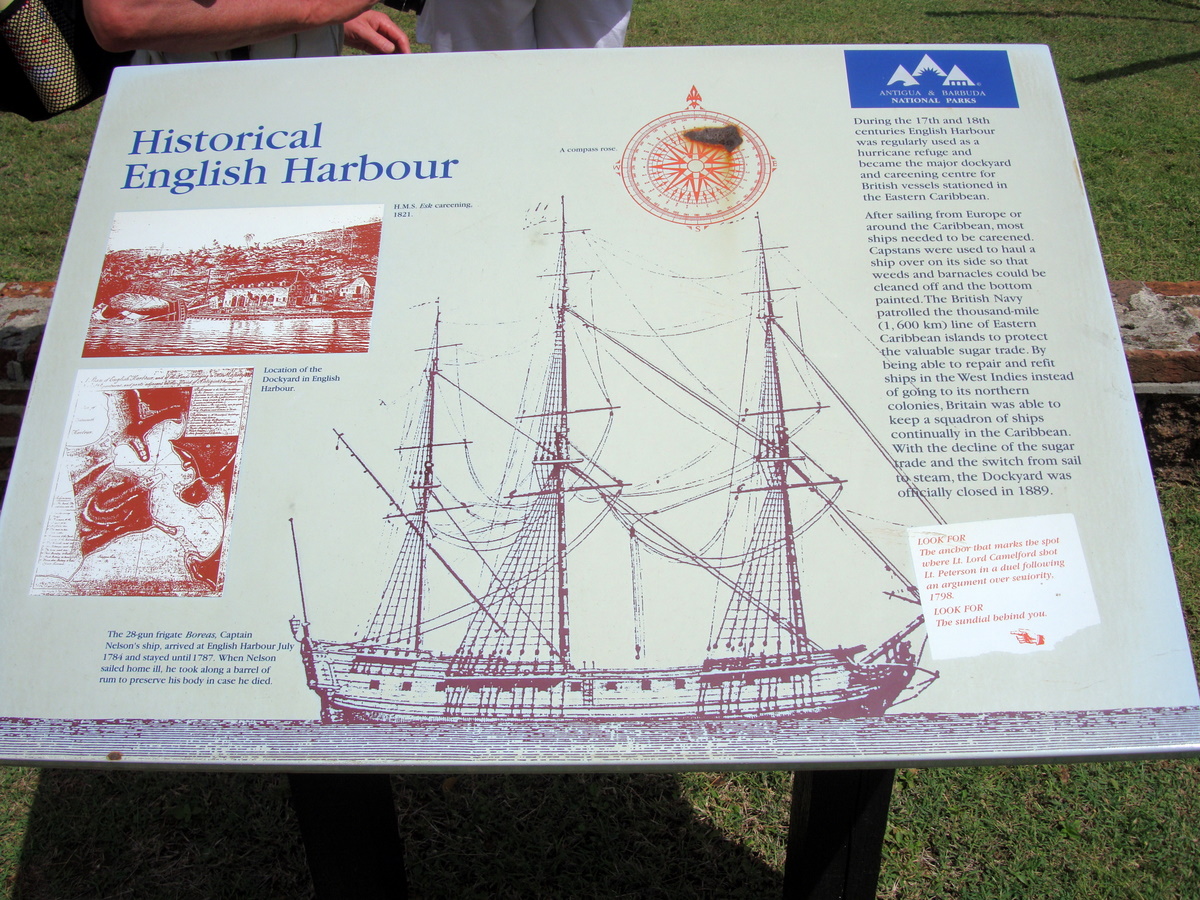 Historical
English Harbour
H.M.S. Esk careening,
1821.
Location of the
Dockyard in English
Harbour.
The 28-gun frigate Boreas, Captain
Nelson's ship, arrived at English Harbour July
1784 and stayed until 1787. When Nelson
sailed home ill, he took along a barrel of
rum to preserve his body in case he died.
A compass rose.
S
ANTIGUA & BARBUDA
NATIONAL PARKS
During the 17th and 18th
centuries English Harbour
was regularly used as a
hurricane refuge and
became the major dockyard
and careening centre for
British vessels stationed in
the Eastern Caribbean.
After sailing from Europe or
around the Caribbean, most
ships needed to be careened.
Capstans were used to haul a
ship over on its side so that
weeds and barnacles could be
cleaned off and the bottom
painted. The British Navy
patrolled the thousand-mile
(1,600 km) line of Eastern
Caribbean islands to protect
the valuable sugar trade. By
being able to repair and refit
ships in the West Indies instead
of going to its northern
colonies, Britain was able to
keep a squadron of ships
continually in the Caribbean.
With the decline of the sugar
trade and the switch from sail
to steam, the Dockyard was
officially closed in 1889.
LOOK FOR
The anchor that marks the spot
where Lt. Lord Camelford shot
Lt. Peterson in a duel following
an argument over seniority,
1798.
LOOK FOR
The sundial behind you.